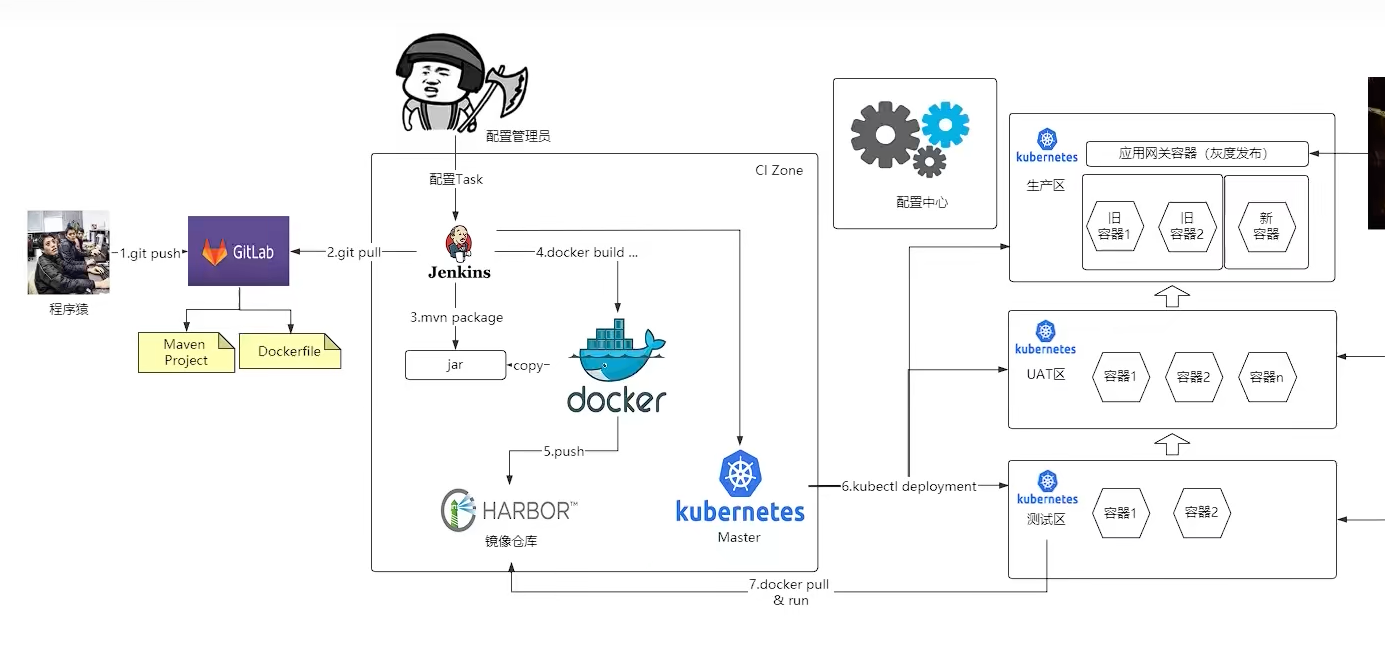 配置管理员
CI Zone
配置Task
1.git push
GitLab
2.git pull
Jenkins
4.docker build ...
程序猿
Maven
Project
Dockerfile
3.mvn package
jar
copy
docker
5.push
HARBOR™
镜像仓库
kubernetes
Master
配置中心
kubernetes
生产区
应用网关容器（灰度发布）
旧
容器1
旧
容器2
新
容器
kubernetes
UAT区
容器1
容器2
容器n
6.kubectl deployment
kubernetes
测试区
容器1
容器2
7.docker pull
& run